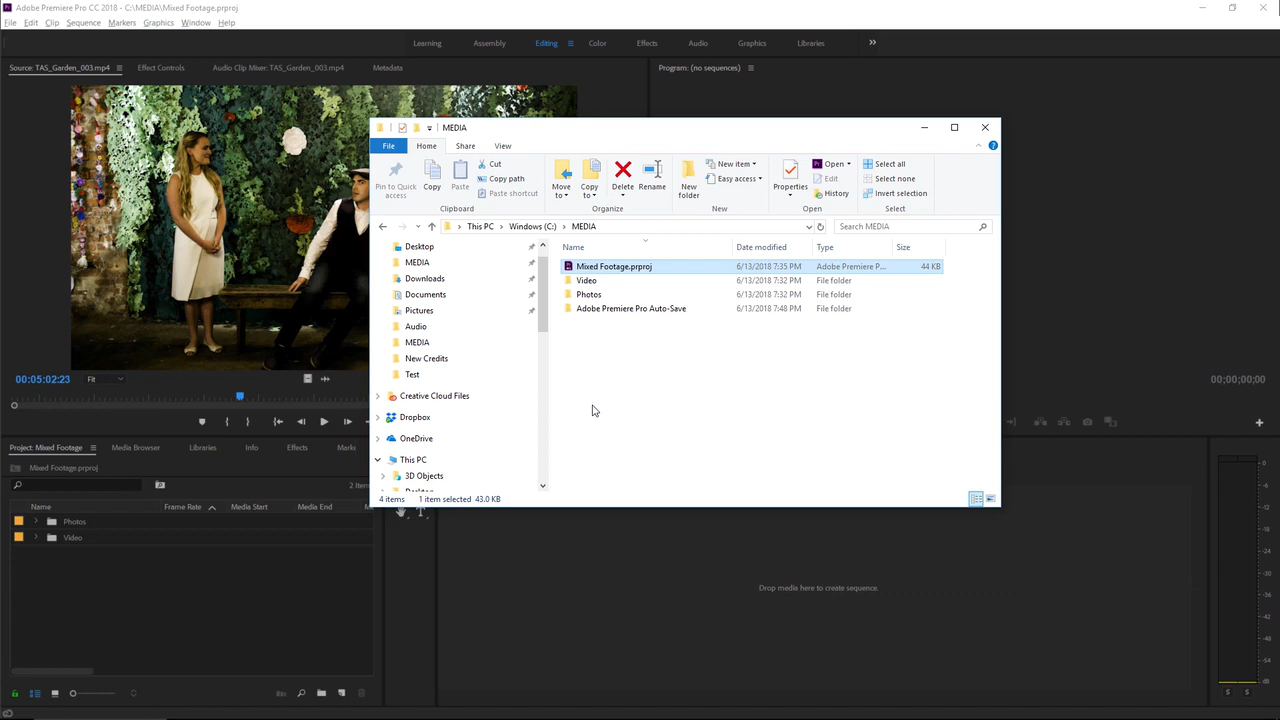 Adobe Premiere Pro CC 2018 - C:\MEDIA\Mixed Footage.prproj
File Edit Clip Sequence Markers Graphics Window Help
Learning Assembly Editing Color Effects Audio Graphics Libraries
Source: TAS_Garden_003.mp4 Effect Controls Audio Clip Mixer: TAS_Garden_003.mp4 Metadata Program: (no sequences)
MEDIA
File Home Share View
Pin to Quick access
Copy
Paste
Cut
Copy path
Paste shortcut
Clipboard
Move to
Copy to
Delete
Rename
Organize
New folder
New item
Easy access
New
Properties
Open
Edit
History
Open
Select all
Select none
Invert selection
Select
This PC Windows (C:) MEDIA
Search MEDIA
Desktop
MEDIA
Downloads
Documents
Pictures
Audio
MEDIA
New Credits
Test
Creative Cloud Files
Dropbox
OneDrive
This PC
3D Objects
Name Date modified Type Size
Mixed Footage.prproj 6/13/2018 7:35 PM Adobe Premiere P... 44 KB
Video 6/13/2018 7:32 PM File folder
Photos 6/13/2018 7:32 PM File folder
Adobe Premiere Pro Auto-Save 6/13/2018 7:48 PM File folder
4 items 1 item selected 43.0 KB
00:05:02:23 Fit
00;00;00;00
Project: Mixed Footage Media Browser Libraries Info Effects
Mixed Footage.prproj
Name Frame Rate Media Start Media End
Photos
Video
Drop media here to create sequence.
0
-30
-36
-54
dB
S S